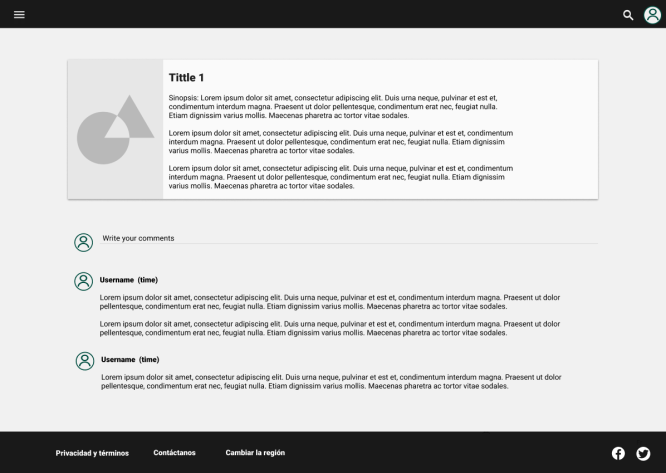 Tittle 1
Sinopsis: Lorem ipsum dolor sit amet, consectetur adipiscing elit. Duis urna neque, pulvinar et est et,
condimentum interdum magna. Praesent ut dolor pellentesque, condimentum erat nec, feugiat nulla.
Etiam dignissim varius mollis. Maecenas pharetra ac tortor vitae sodales.
Lorem ipsum dolor sit amet, consectetur adipiscing elit. Duis urna neque, pulvinar et est et, condimentum
interdum magna. Praesent ut dolor pellentesque, condimentum erat nec, feugiat nulla. Etiam dignissim
varius mollis. Maecenas pharetra ac tortor vitae sodales.
Lorem ipsum dolor sit amet, consectetur adipiscing elit. Duis urna neque, pulvinar et est et, condimentum
interdum magna. Praesent ut dolor pellentesque, condimentum erat nec, feugiat nulla. Etiam dignissim
varius mollis. Maecenas pharetra ac tortor vitae sodales.
Write your comments
Username (time)
Lorem ipsum dolor sit amet, consectetur adipiscing elit. Duis urna neque, pulvinar et est et, condimentum interdum magna. Praesent ut dolor
pellentesque, condimentum erat nec, feugiat nulla. Etiam dignissim varius mollis. Maecenas pharetra ac tortor vitae sodales.
Lorem ipsum dolor sit amet, consectetur adipiscing elit. Duis urna neque, pulvinar et est et, condimentum interdum magna. Praesent ut dolor
pellentesque, condimentum erat nec, feugiat nulla. Etiam dignissim varius mollis. Maecenas pharetra ac tortor vitae sodales.
Username (time)
Lorem ipsum dolor sit amet, consectetur adipiscing elit. Duis urna neque, pulvinar et est et, condimentum interdum magna. Praesent ut dolor
pellentesque, condimentum erat nec, feugiat nulla. Etiam dignissim varius mollis. Maecenas pharetra ac tortor vitae sodales.
Privacidad y términos Contáctanos Cambiar la región